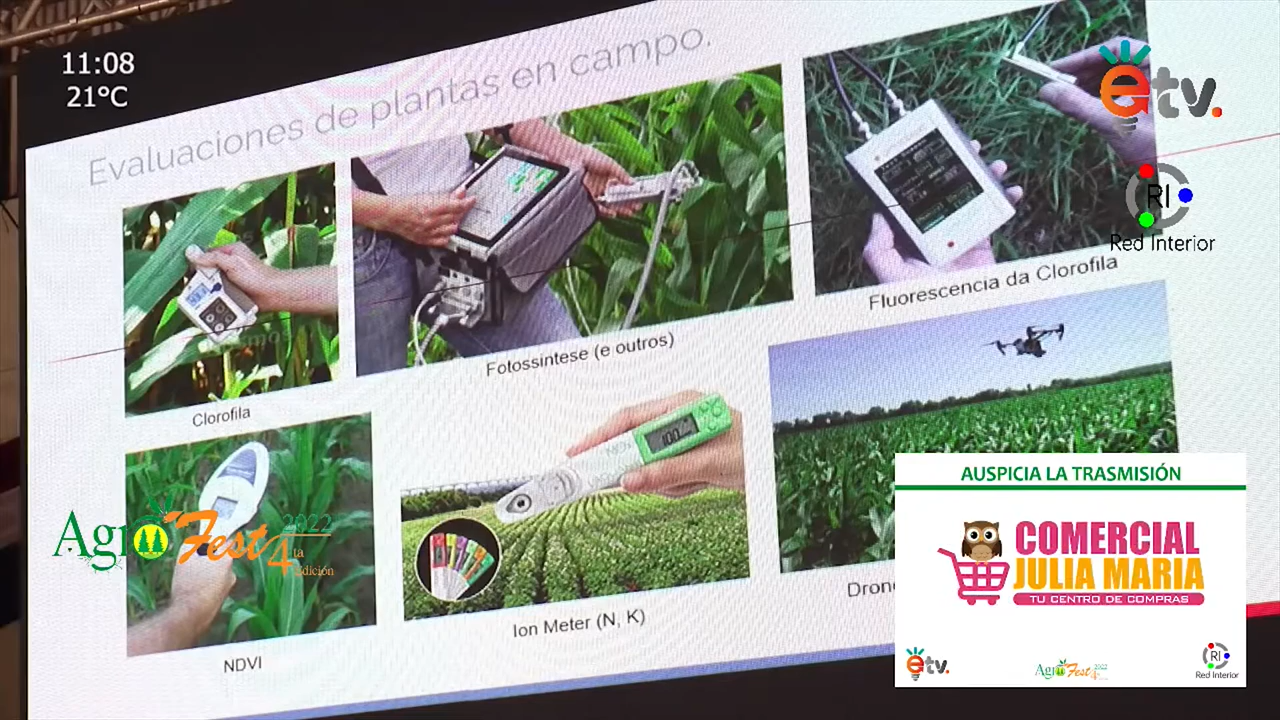 11:08
21°C
Evaluaciones de plantas en campo.
etv.
RI
Red Interior
Clorofila
Fotossintese (e outros)
Fluorescencia da Clorofila
100
NDVI
Ion Meter (N, K)
Dron
AgroFest 2022
4ta Edición
AUSPICIA LA TRASMISIÓN
COMERCIAL
JULIA MARIA
TU CENTRO DE COMPRAS
etv.
AgroFest 2022
RI
Red Interior